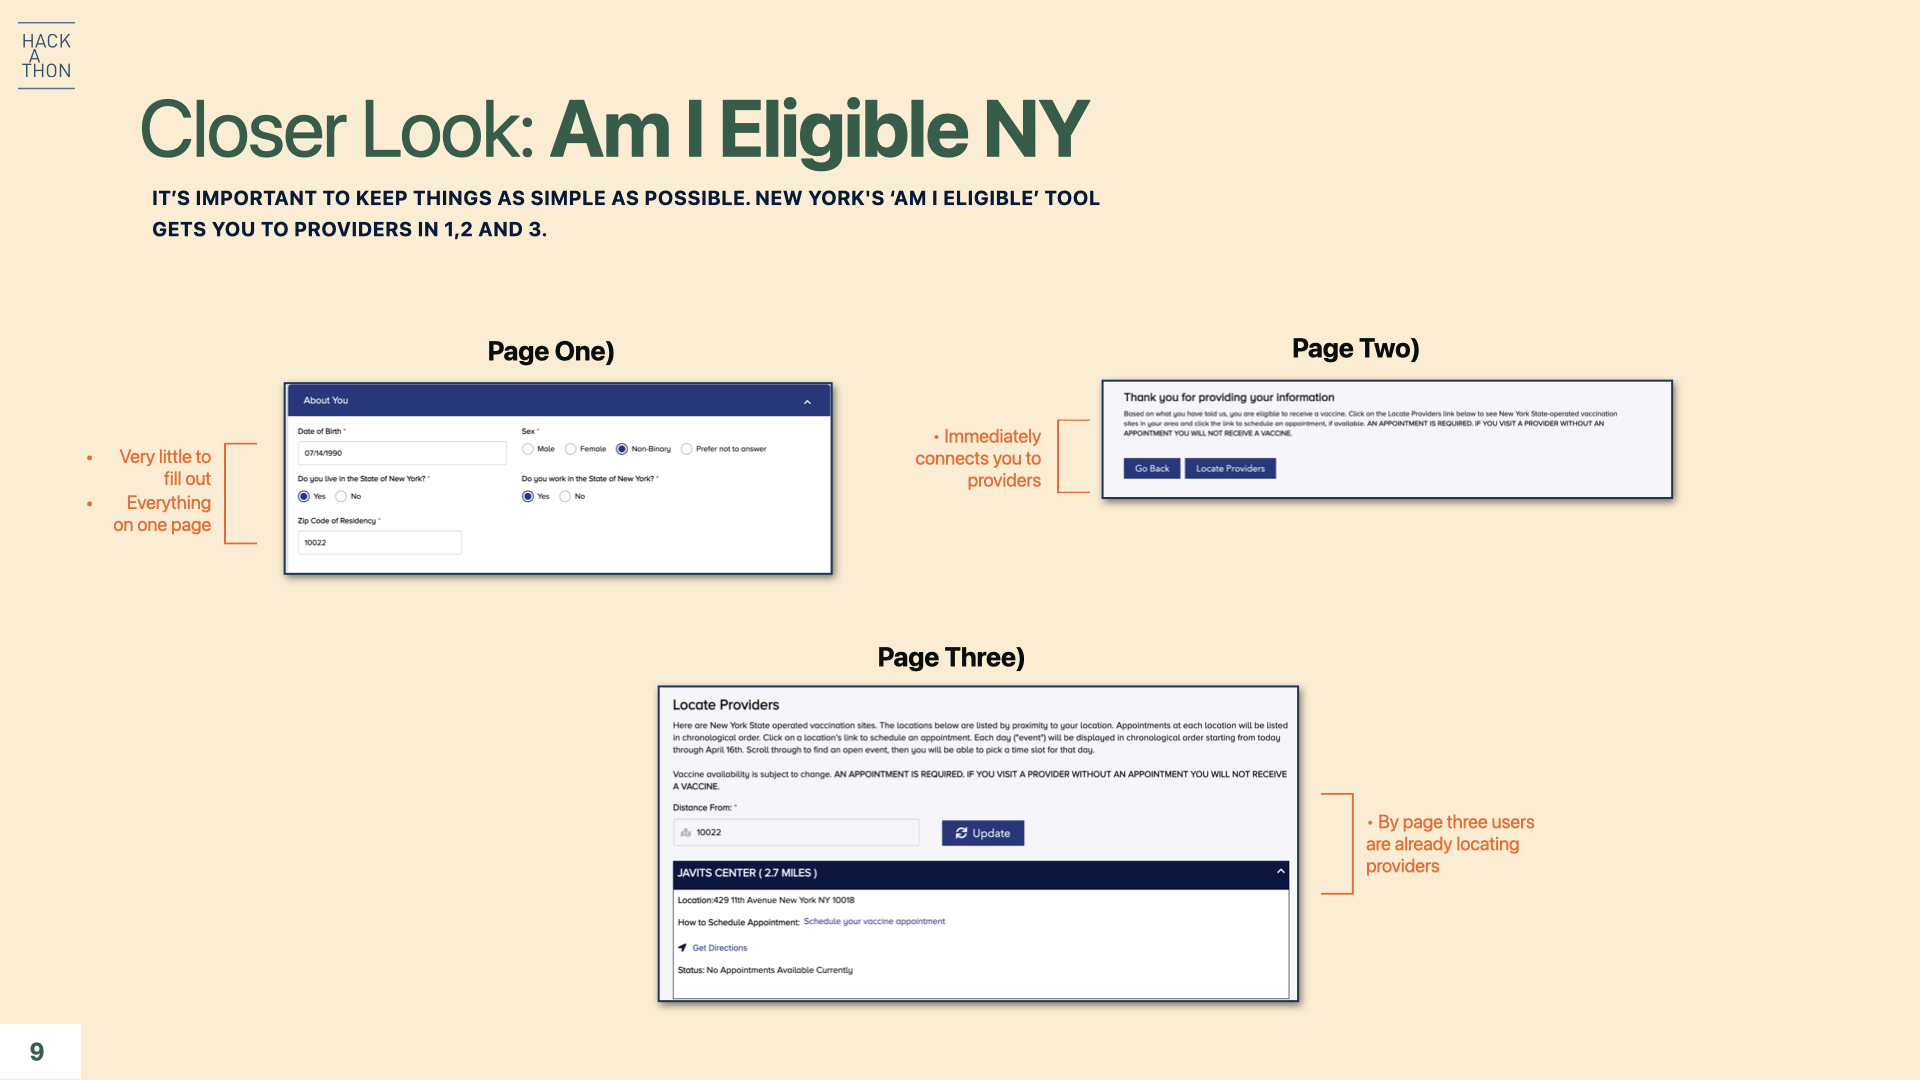 HACK
A
THON
Closer Look: Am I Eligible NY
IT’S IMPORTANT TO KEEP THINGS AS SIMPLE AS POSSIBLE. NEW YORK'S ‘AM I ELIGIBLE’ TOOL
GETS YOU TO PROVIDERS IN 1,2 AND 3.
Page One)
• Very little to
fill out
• Everything
on one page
About You
Date of Birth * Sex *
07/14/1990 Male Female Non-Binary Prefer not to answer
Do you live in the State of New York? * Do you work in the State of New York? *
Yes No Yes No
Zip Code of Residency *
10022
Page Two)
• Immediately
connects you to
providers
Thank you for providing your information
Based on what you have told us, you are eligible to receive a vaccine. Click on the Locate Providers link below to see New York State-operated vaccination
sites in your area and click the link to schedule an appointment, if available. AN APPOINTMENT IS REQUIRED. IF YOU VISIT A PROVIDER WITHOUT AN
APPOINTMENT YOU WILL NOT RECEIVE A VACCINE.
Go Back Locate Providers
Page Three)
Locate Providers
Here are New York State operated vaccination sites. The locations below are listed by proximity to your location. Appointments at each location will be listed
in chronological order. Click on a location's link to schedule an appointment. Each day ("event") will be displayed in chronological order starting from today
through April 16th. Scroll through to find an open event, then you will be able to pick a time slot for that day.
Vaccine availability is subject to change. AN APPOINTMENT IS REQUIRED. IF YOU VISIT A PROVIDER WITHOUT AN APPOINTMENT YOU WILL NOT RECEIVE
A VACCINE.
Distance From: *
10022 Update
JAVITS CENTER ( 2.7 MILES )
Location:429 11th Avenue New York NY 10018
How to Schedule Appointment: Schedule your vaccine appointment
Get Directions
Status: No Appointments Available Currently
• By page three users
are already locating
providers
9